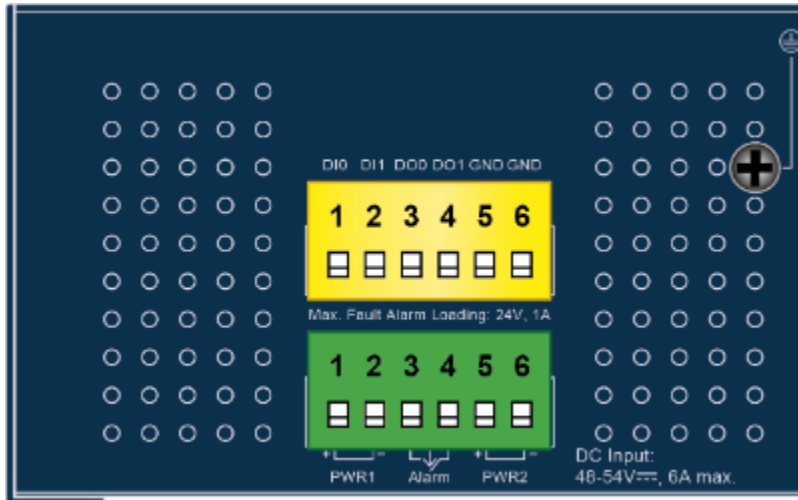 DI0 DI1 DO0 DO1 GND GND
1 2 3 4 5 6
Max. Fault Alarm Loading: 24V, 1A
1 2 3 4 5 6
+ - + -
PWR1 Alarm PWR2
DC Input:
48-54V⎓, 6A max.